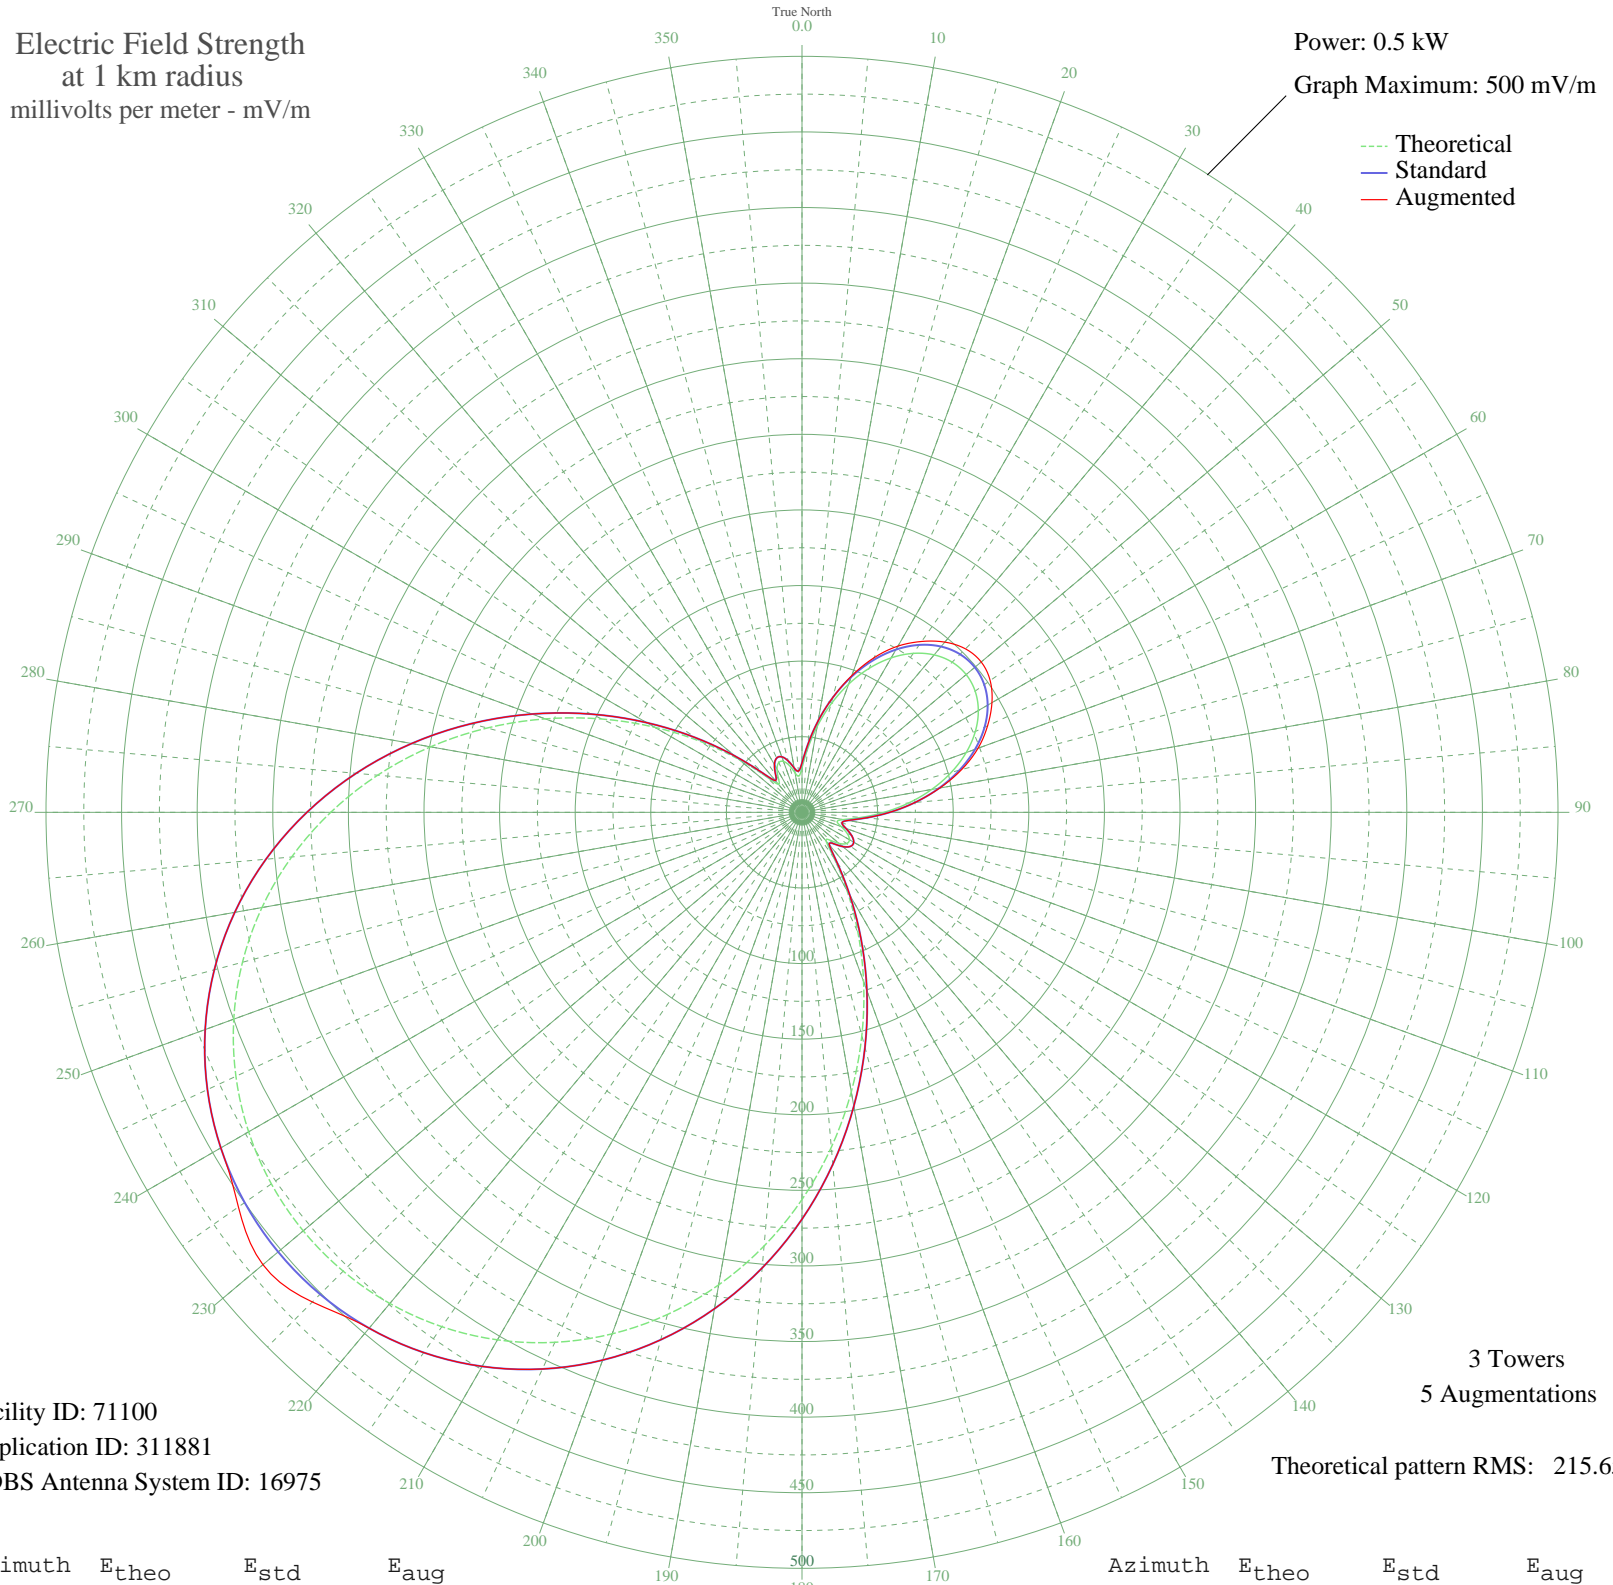 True North
Electric Field Strength
at 1 km radius
millivolts per meter - mV/m
Power: 0.5 kW
Graph Maximum: 500 mV/m
Theoretical
Standard
Augmented
0.0
10
20
30
40
50
60
70
80
90
100
110
120
130
140
150
160
170
190
200
210
220
230
240
250
260
270
280
290
300
310
320
330
340
350
100
150
200
250
300
350
400
450
500
3 Towers
5 Augmentations
Theoretical pattern RMS: 215.6
cility ID: 71100
plication ID: 311881
DBS Antenna System ID: 16975
imuth Etheo Estd Eaug
Azimuth Etheo Estd Eaug